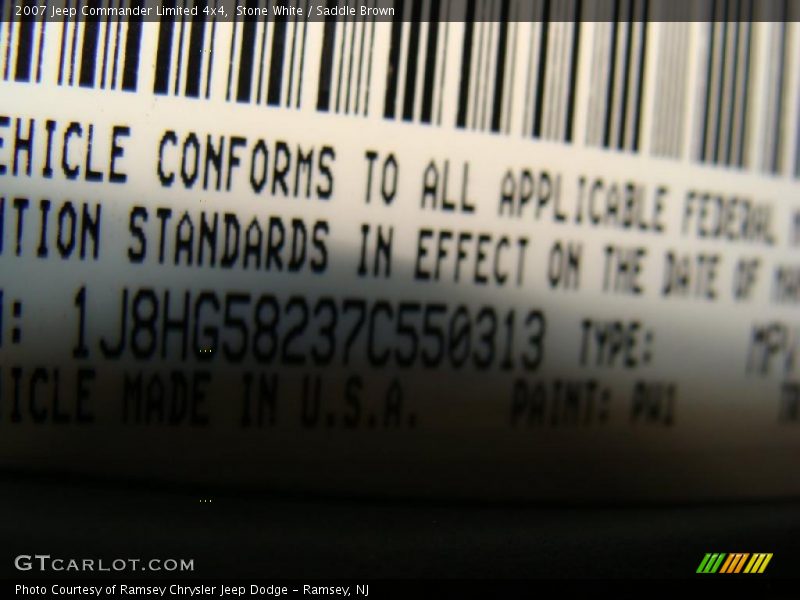 2007 Jeep Commander Limited 4x4, Stone White / Saddle Brown
EHICLE CONFORMS TO ALL APPLICABLE FEDERAL
TION STANDARDS IN EFFECT ON THE DATE OF
: 1J8HG58237C550313 TYPE: MPV
ICLE MADE IN U.S.A. PAINT: PW1
GTCARLOT.COM
Photo Courtesy of Ramsey Chrysler Jeep Dodge - Ramsey, NJ